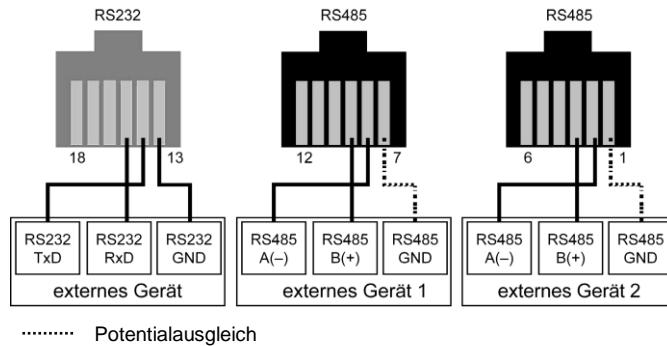 RS232 RS485 RS485
18 13 12 7 6 1
RS232 RS232 RS232 RS485 RS485 RS485 RS485 RS485 RS485
TxD RxD GND A(–) B(+) GND A(–) B(+) GND
externes Gerät externes Gerät 1 externes Gerät 2
Potentialausgleich